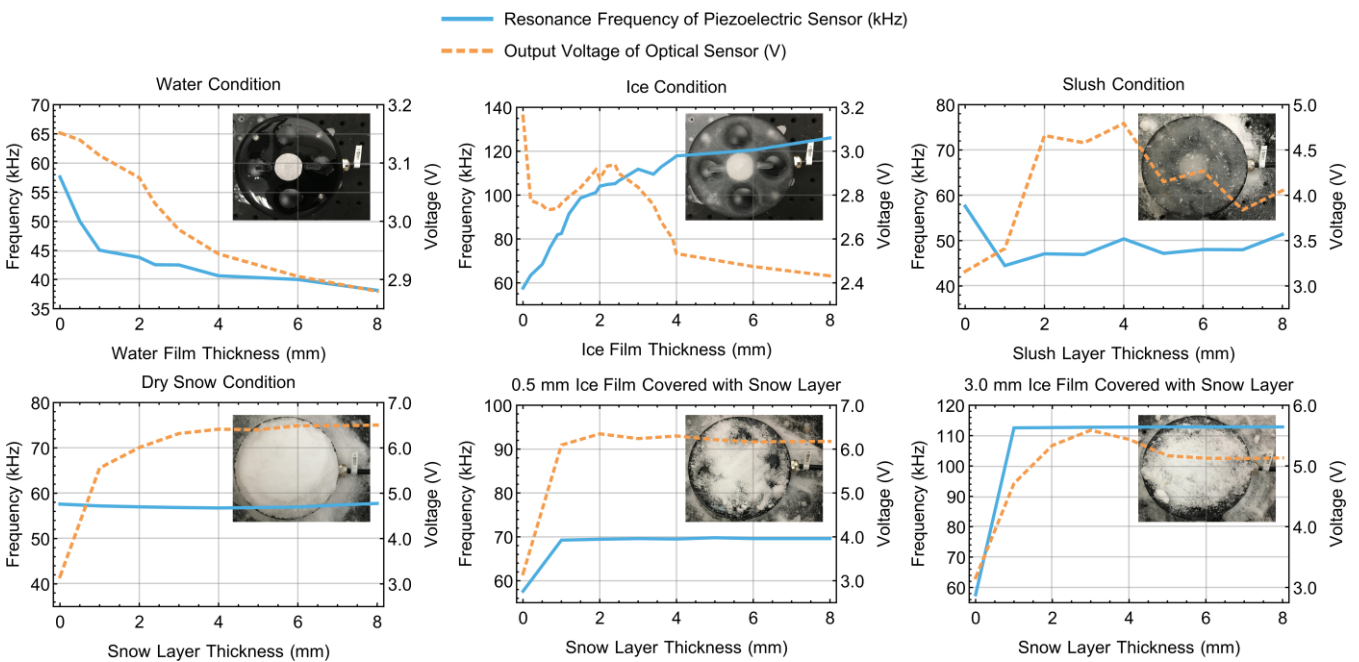 Resonance Frequency of Piezoelectric Sensor (kHz)
Output Voltage of Optical Sensor (V)
Water Condition
Frequency (kHz)
70
65
60
55
50
45
40
35
3.2
3.1
3.0
2.9
Voltage (V)
0 2 4 6 8
Water Film Thickness (mm)
Ice Condition
Frequency (kHz)
140
120
100
80
60
3.2
3.0
2.8
2.6
2.4
Voltage (V)
0 2 4 6 8
Ice Film Thickness (mm)
Slush Condition
Frequency (kHz)
80
70
60
50
40
5.0
4.5
4.0
3.5
3.0
Voltage (V)
0 2 4 6 8
Slush Layer Thickness (mm)
Dry Snow Condition
Frequency (kHz)
80
70
60
50
40
7.0
6.0
5.0
4.0
3.0
Voltage (V)
0 2 4 6 8
Snow Layer Thickness (mm)
0.5 mm Ice Film Covered with Snow Layer
Frequency (kHz)
100
90
80
70
60
7.0
6.0
5.0
4.0
3.0
Voltage (V)
0 2 4 6 8
Snow Layer Thickness (mm)
3.0 mm Ice Film Covered with Snow Layer
Frequency (kHz)
120
110
100
90
80
70
60
6.0
5.0
4.0
3.0
Voltage (V)
0 2 4 6 8
Snow Layer Thickness (mm)